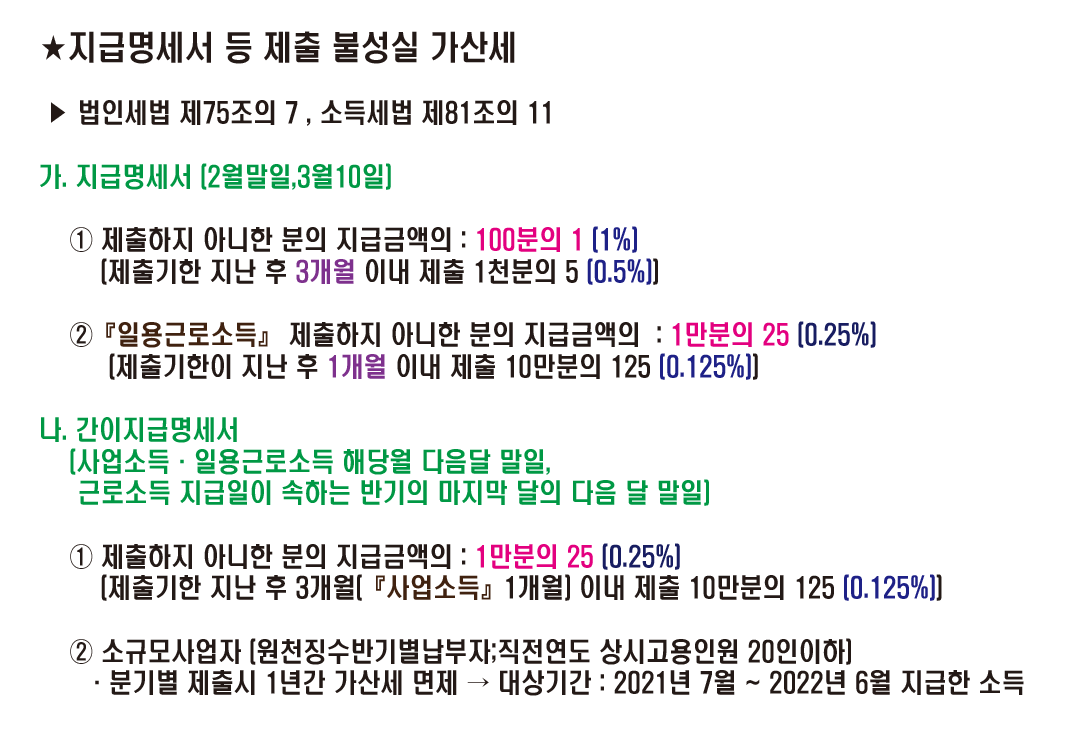 ★지급명세서 등 제출 불성실 가산세
▶ 법인세법 제75조의 7 , 소득세법 제81조의 11
가. 지급명세서 (2월말일,3월10일)
① 제출하지 아니한 분의 지급금액의 : 100분의 1 (1%)
(제출기한 지난 후 3개월 이내 제출 1천분의 5 (0.5%))
② 『일용근로소득』 제출하지 아니한 분의 지급금액의 : 1만분의 25 (0.25%)
(제출기한이 지난 후 1개월 이내 제출 10만분의 125 (0.125%))
나. 간이지급명세서
(사업소득 · 일용근로소득 해당월 다음달 말일,
근로소득 지급일이 속하는 반기의 마지막 달의 다음 달 말일)
① 제출하지 아니한 분의 지급금액의 : 1만분의 25 (0.25%)
(제출기한 지난 후 3개월(『사업소득』1개월) 이내 제출 10만분의 125 (0.125%))
② 소규모사업자 (원천징수반기별납부자;직전연도 상시고용인원 20인이하)
· 분기별 제출시 1년간 가산세 면제 → 대상기간 : 2021년 7월 ~ 2022년 6월 지급한 소득